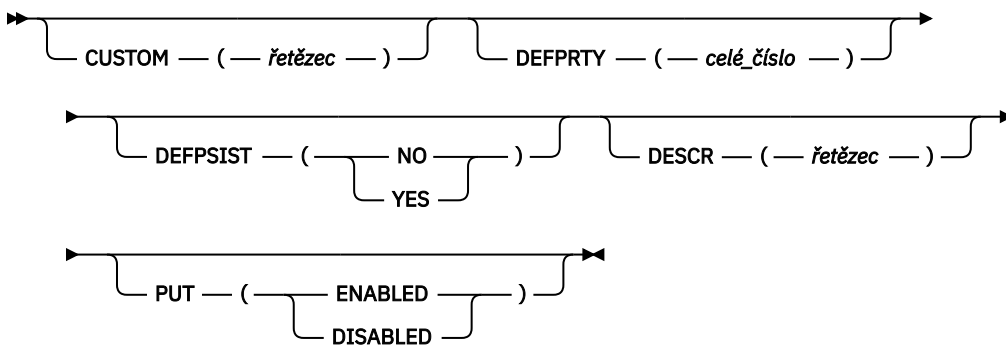 CUSTOM ( řetězec ) DEFPRTY ( celé_číslo )
DEFPSIST ( NO ) DESCR ( řetězec )
YES
PUT ( ENABLED )
DISABLED